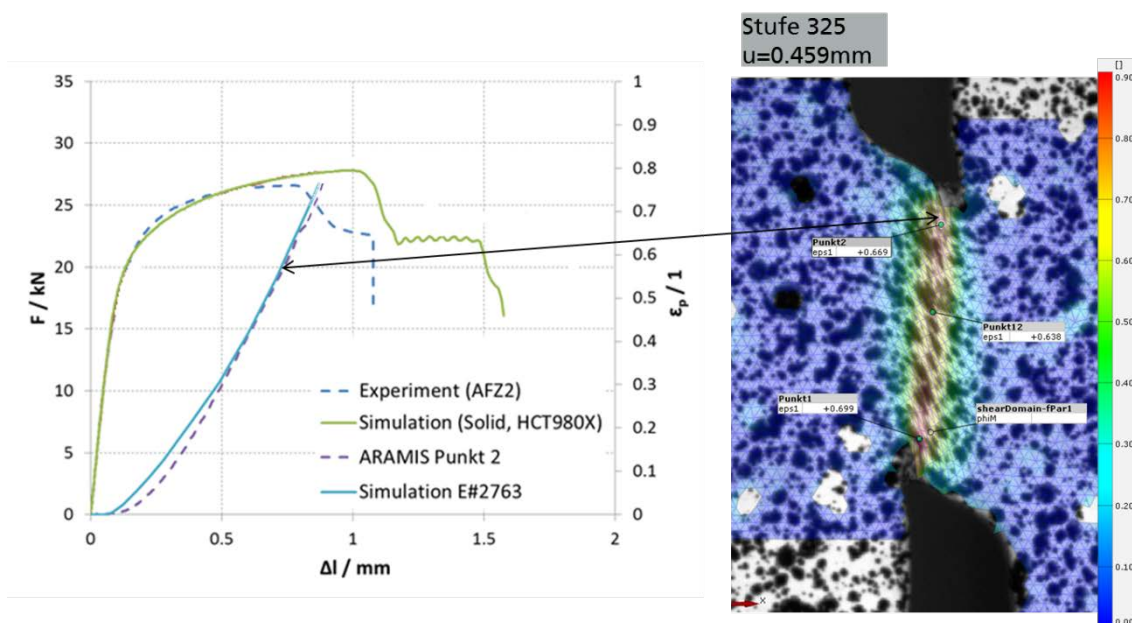 Stufe 325
u=0.459mm
35
30
25
20
15
10
5
0
F / kN
1
0.9
0.8
0.7
0.6
0.5
0.4
0.3
0.2
0.1
0
εp / 1
0
0.5
1
1.5
2
Δl / mm
Experiment (AFZ2)
Simulation (Solid, HCT980X)
ARAMIS Punkt 2
Simulation E#2763
Punkt2
eps1 +0.669
Punkt12
eps1 +0.638
Punkt1
eps1 +0.699
shearDomain-fPar1
phiM
x
[]
0.90
0.80
0.70
0.60
0.50
0.40
0.30
0.20
0.10
0.00